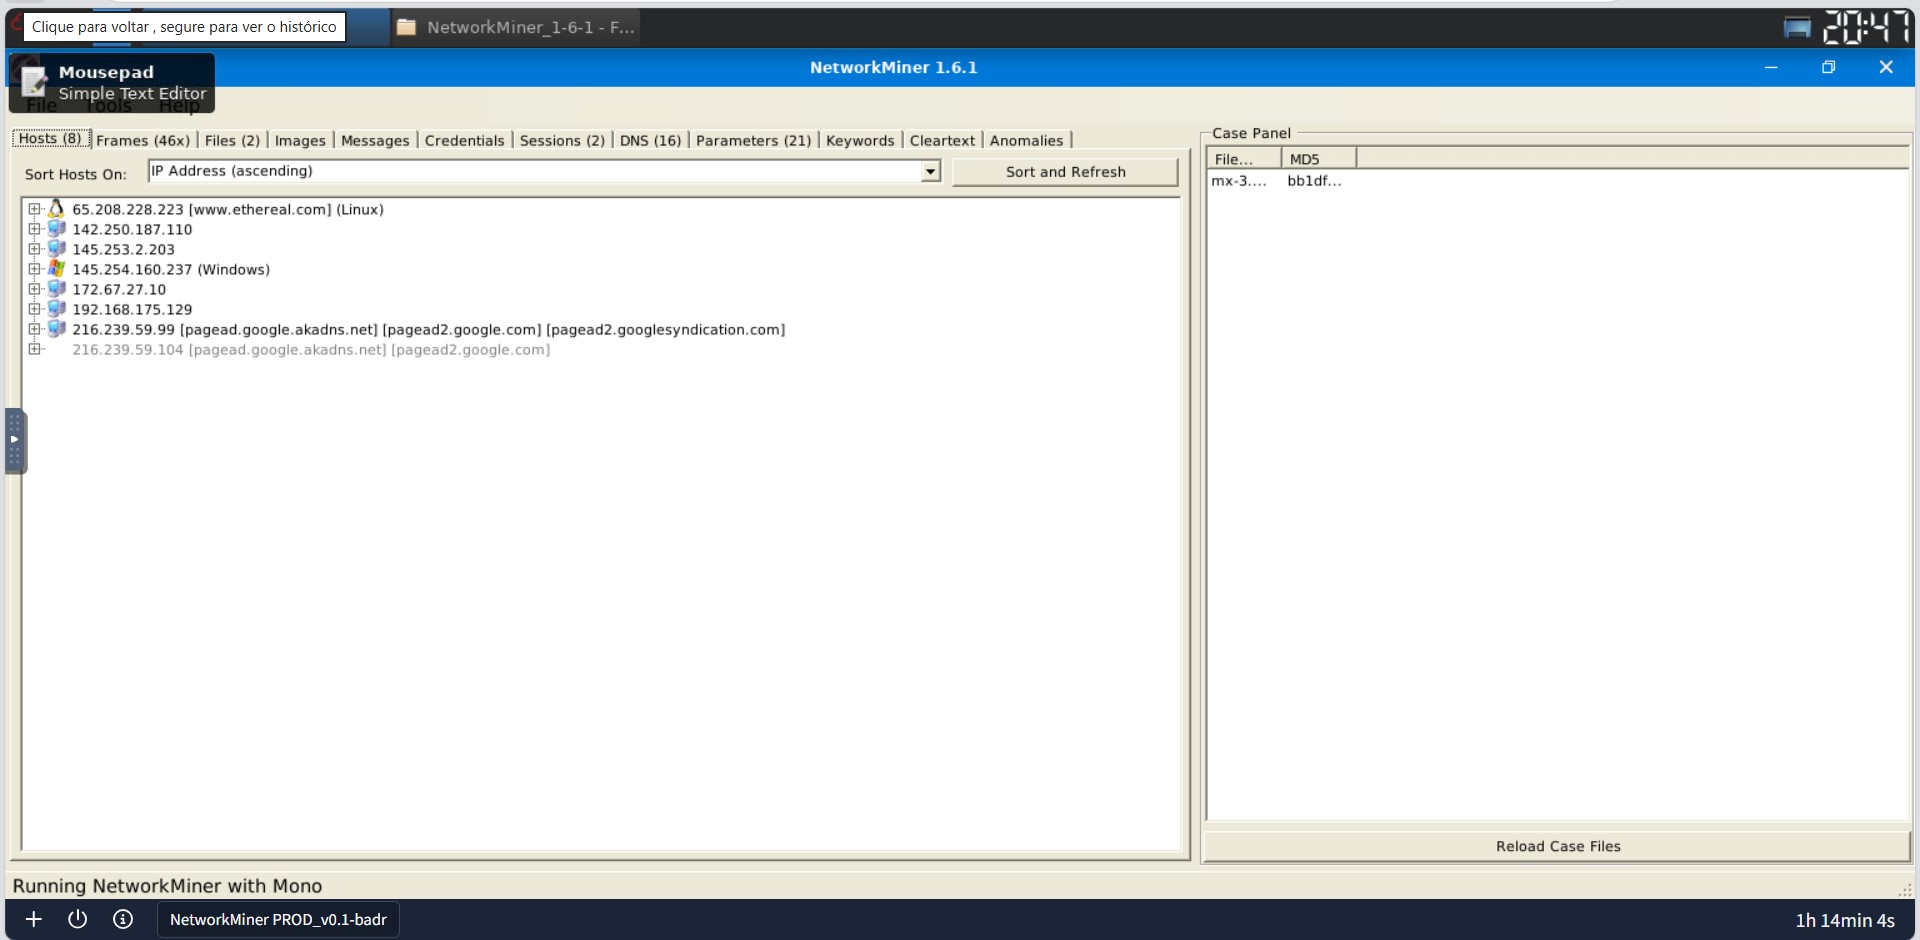 Clique para voltar , segure para ver o histórico
NetworkMiner_1-6-1 - F...
20:47
Mousepad
Simple Text Editor
NetworkMiner 1.6.1
File Tools Help
Hosts (8) Frames (46x) Files (2) Images Messages Credentials Sessions (2) DNS (16) Parameters (21) Keywords Cleartext Anomalies
Sort Hosts On: IP Address (ascending) Sort and Refresh
65.208.228.223 [www.ethereal.com] (Linux)
142.250.187.110
145.253.2.203
145.254.160.237 (Windows)
172.67.27.10
192.168.175.129
216.239.59.99 [pagead.google.akadns.net] [pagead2.google.com] [pagead2.googlesyndication.com]
216.239.59.104 [pagead.google.akadns.net] [pagead2.google.com]
Case Panel
File... MD5
mx-3.... bb1df...
Reload Case Files
Running NetworkMiner with Mono
NetworkMiner PROD_v0.1-badr
1h 14min 4s